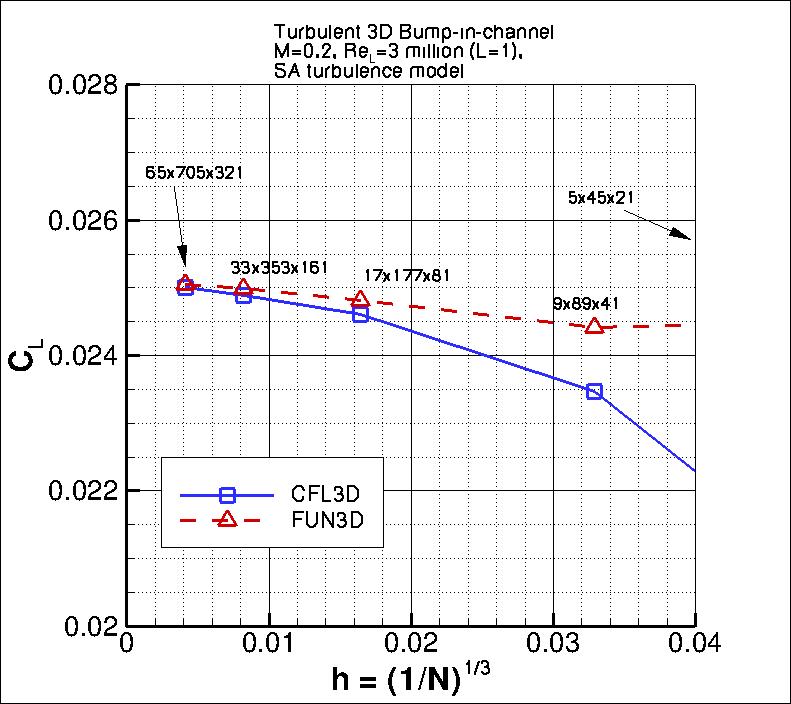 Turbulent 3D Bump-in-channel
M=0.2, Re_L=3 million (L=1),
SA turbulence model
0.028
65x705x321
5x45x21
0.026
33x353x161
17x177x81
9x89x41
C_L
0.024
0.022
CFL3D
FUN3D
0.02
0 0.01 0.02 0.03 0.04
h = (1/N)^1/3